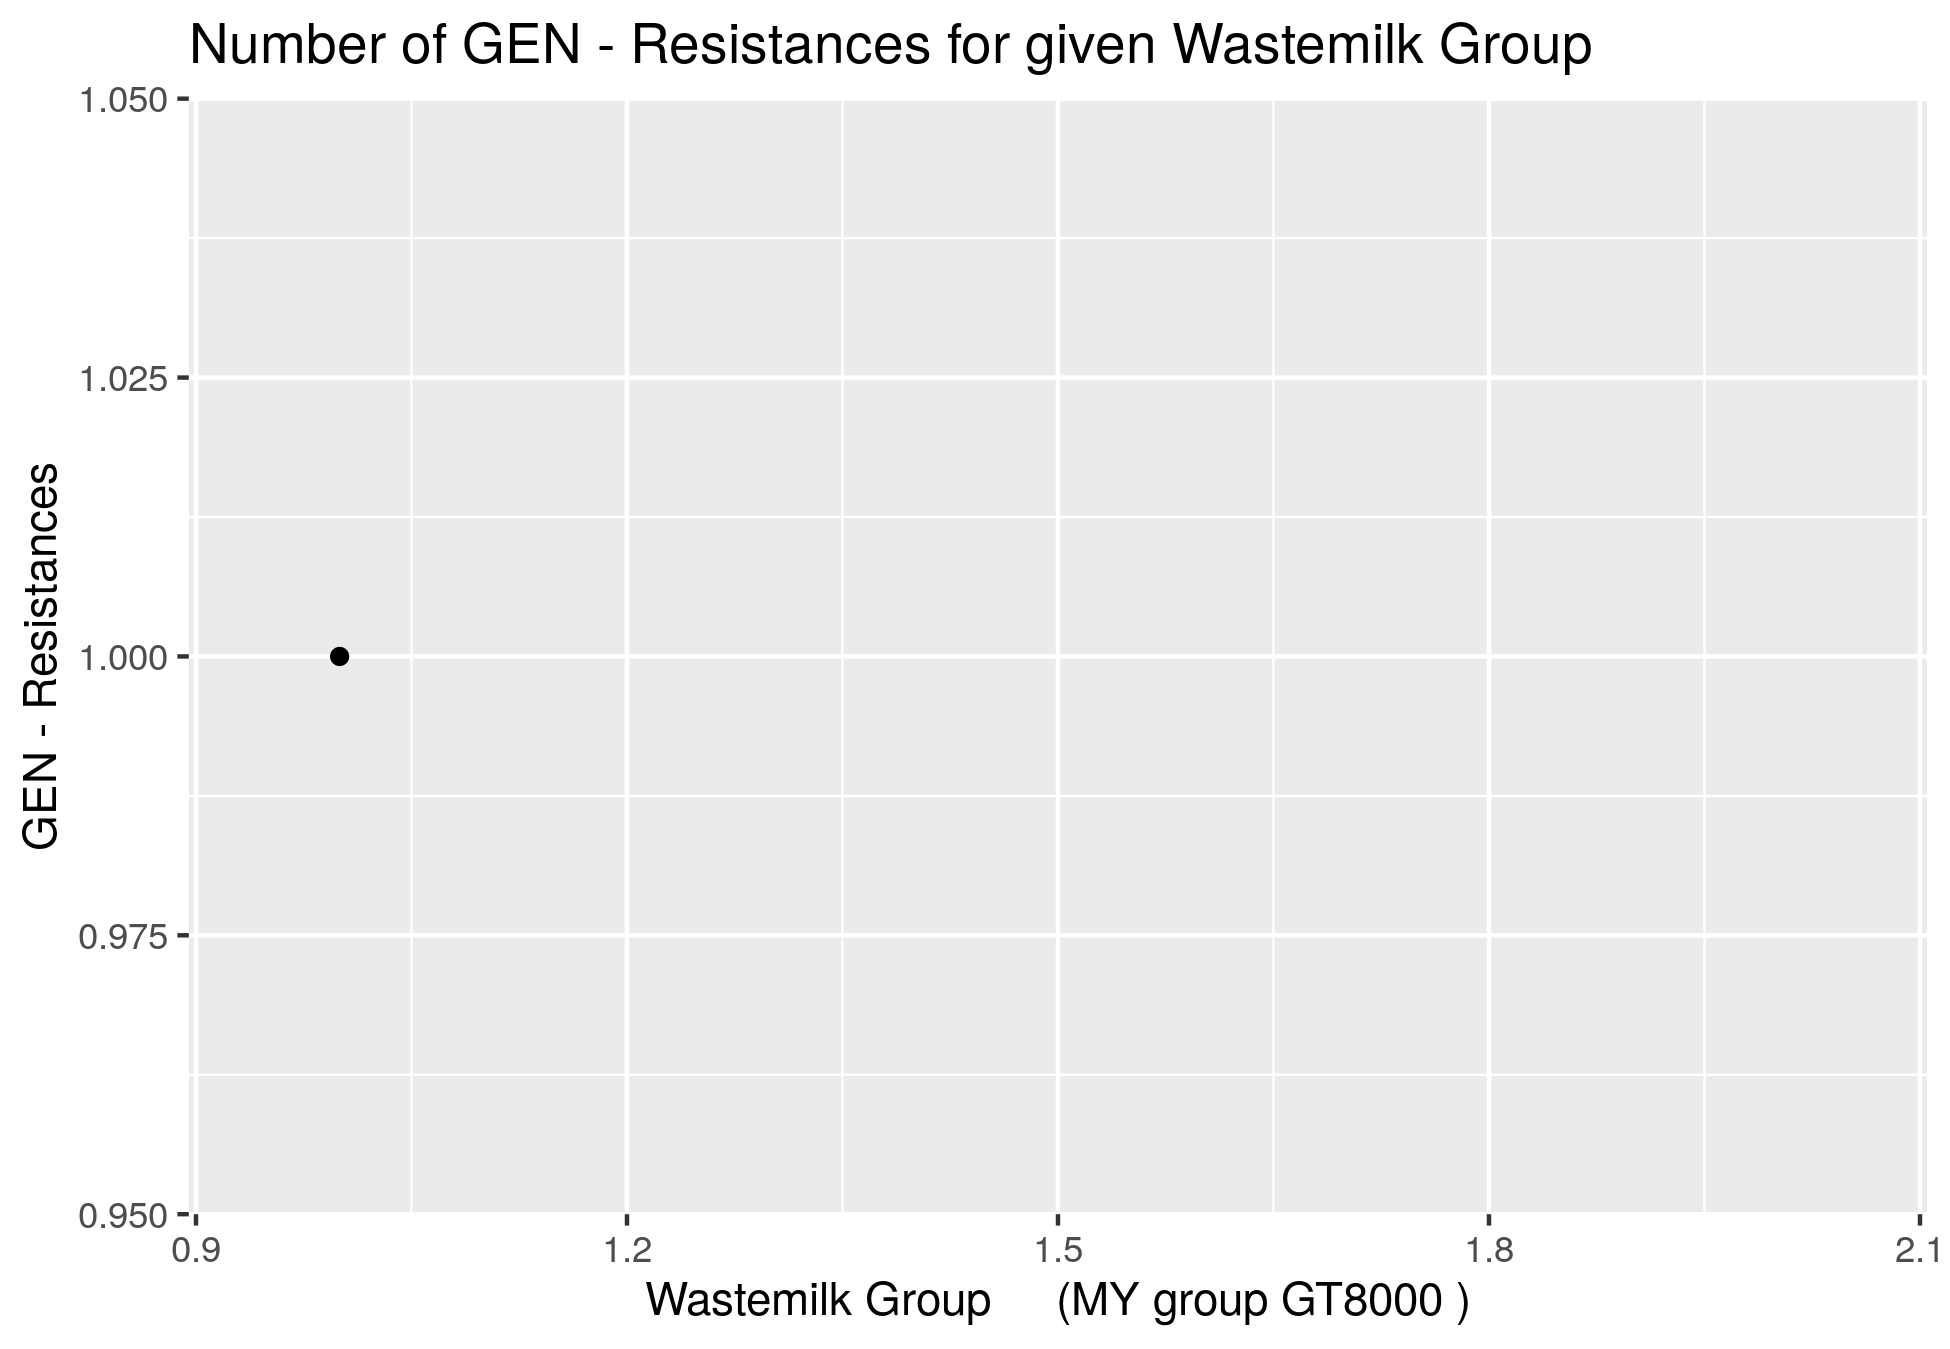 Number of GEN - Resistances for given Wastemilk Group
1.050
1.025
1.000
0.975
0.950
GEN - Resistances
0.9 1.2 1.5 1.8 2.1
Wastemilk Group (MY group GT8000 )